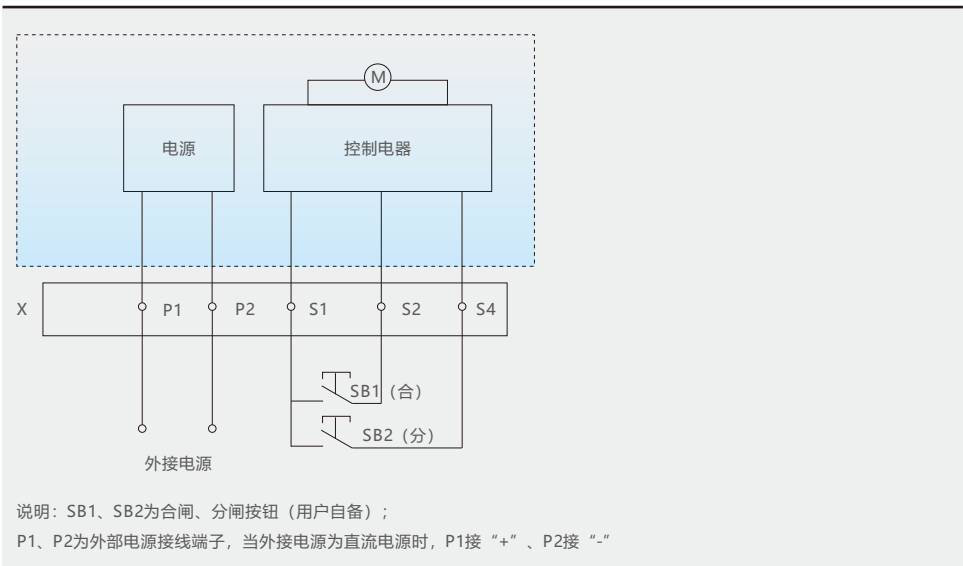 M
电源
控制电器
X
P1
P2
S1
S2
S4
SB1（合）
SB2（分）
外接电源
说明：SB1、SB2为合闸、分闸按钮（用户自备）；
P1、P2为外部电源接线端子，当外接电源为直流电源时，P1接“+”、P2接“-”